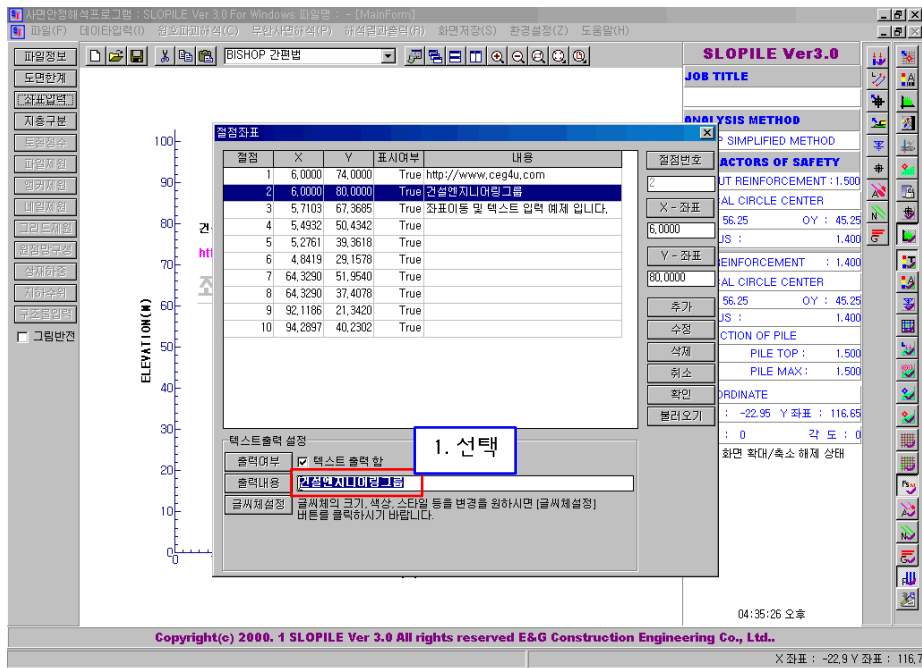 사면안정해석프로그램 : SLOPILE Ver 3,0 For Windows 파일명 : - [MainForm]
파일(F) 데이타입력(I) 원호파괴해석(C) 무한사면해석(P) 해석결과출력(R) 화면저장(S) 환경설정(Z) 도움말(H)
파일정보
BISHOP 간편법
도면한계
좌표입력
지층구분
토질정수
파일제원
앵커제원
네일제원
그리드제원
원점망구성
상재하중
지하수위
구조물입력
그림반전
ELEVATION(M)
100
90
80
70
60
50
40
30
20
10
0
0
절점좌표
절점 X Y 표시여부 내용
1 6,0000 74,0000 True http://www,ceg4u,com
2 6,0000 80,0000 True 건설엔지니어링그룹
3 5,7103 67,3685 True 좌표이동 및 텍스트 입력 예제 입니다,
4 5,4932 50,4342 True
5 5,2761 39,3618 True
6 4,8419 29,1578 True
7 64,3290 51,9540 True
8 64,3290 37,4078 True
9 92,1186 21,3420 True
10 94,2897 40,2302 True
절점번호
2
X - 좌표
6,0000
Y - 좌표
80,0000
추가
수정
삭제
취소
확인
불러오기
텍스트출력 설정
출력여부 텍스트 출력 함
출력내용 건설엔지니어링그룹
글씨체설정 글씨체의 크기, 색상, 스타일 등을 변경을 원하시면 [글씨체설정]
버튼을 클릭하시기 바랍니다,
1. 선택
SLOPILE Ver3.0
JOB TITLE
ANALYSIS METHOD
P SIMPLIFIED METHOD
ACTORS OF SAFETY
UT REINFORCEMENT : 1.500
AL CIRCLE CENTER
56.25 OY : 45.25
US : 1.400
EINFORCEMENT : 1.400
AL CIRCLE CENTER
56.25 OY : 45.25
US : 1.400
CTION OF PILE
PILE TOP : 1.500
PILE MAX : 1.500
ORDINATE
: -22.95 Y 좌표 : 116.65
: 0 각 도 : 0
화면 확대/축소 해제 상태
04:35:26 오후
Copyright(c) 2000. 1 SLOPILE Ver 3.0 All rights reserved E&G Construction Engineering Co., Ltd..
X 좌표 : -22,9 Y 좌표 : 116,7